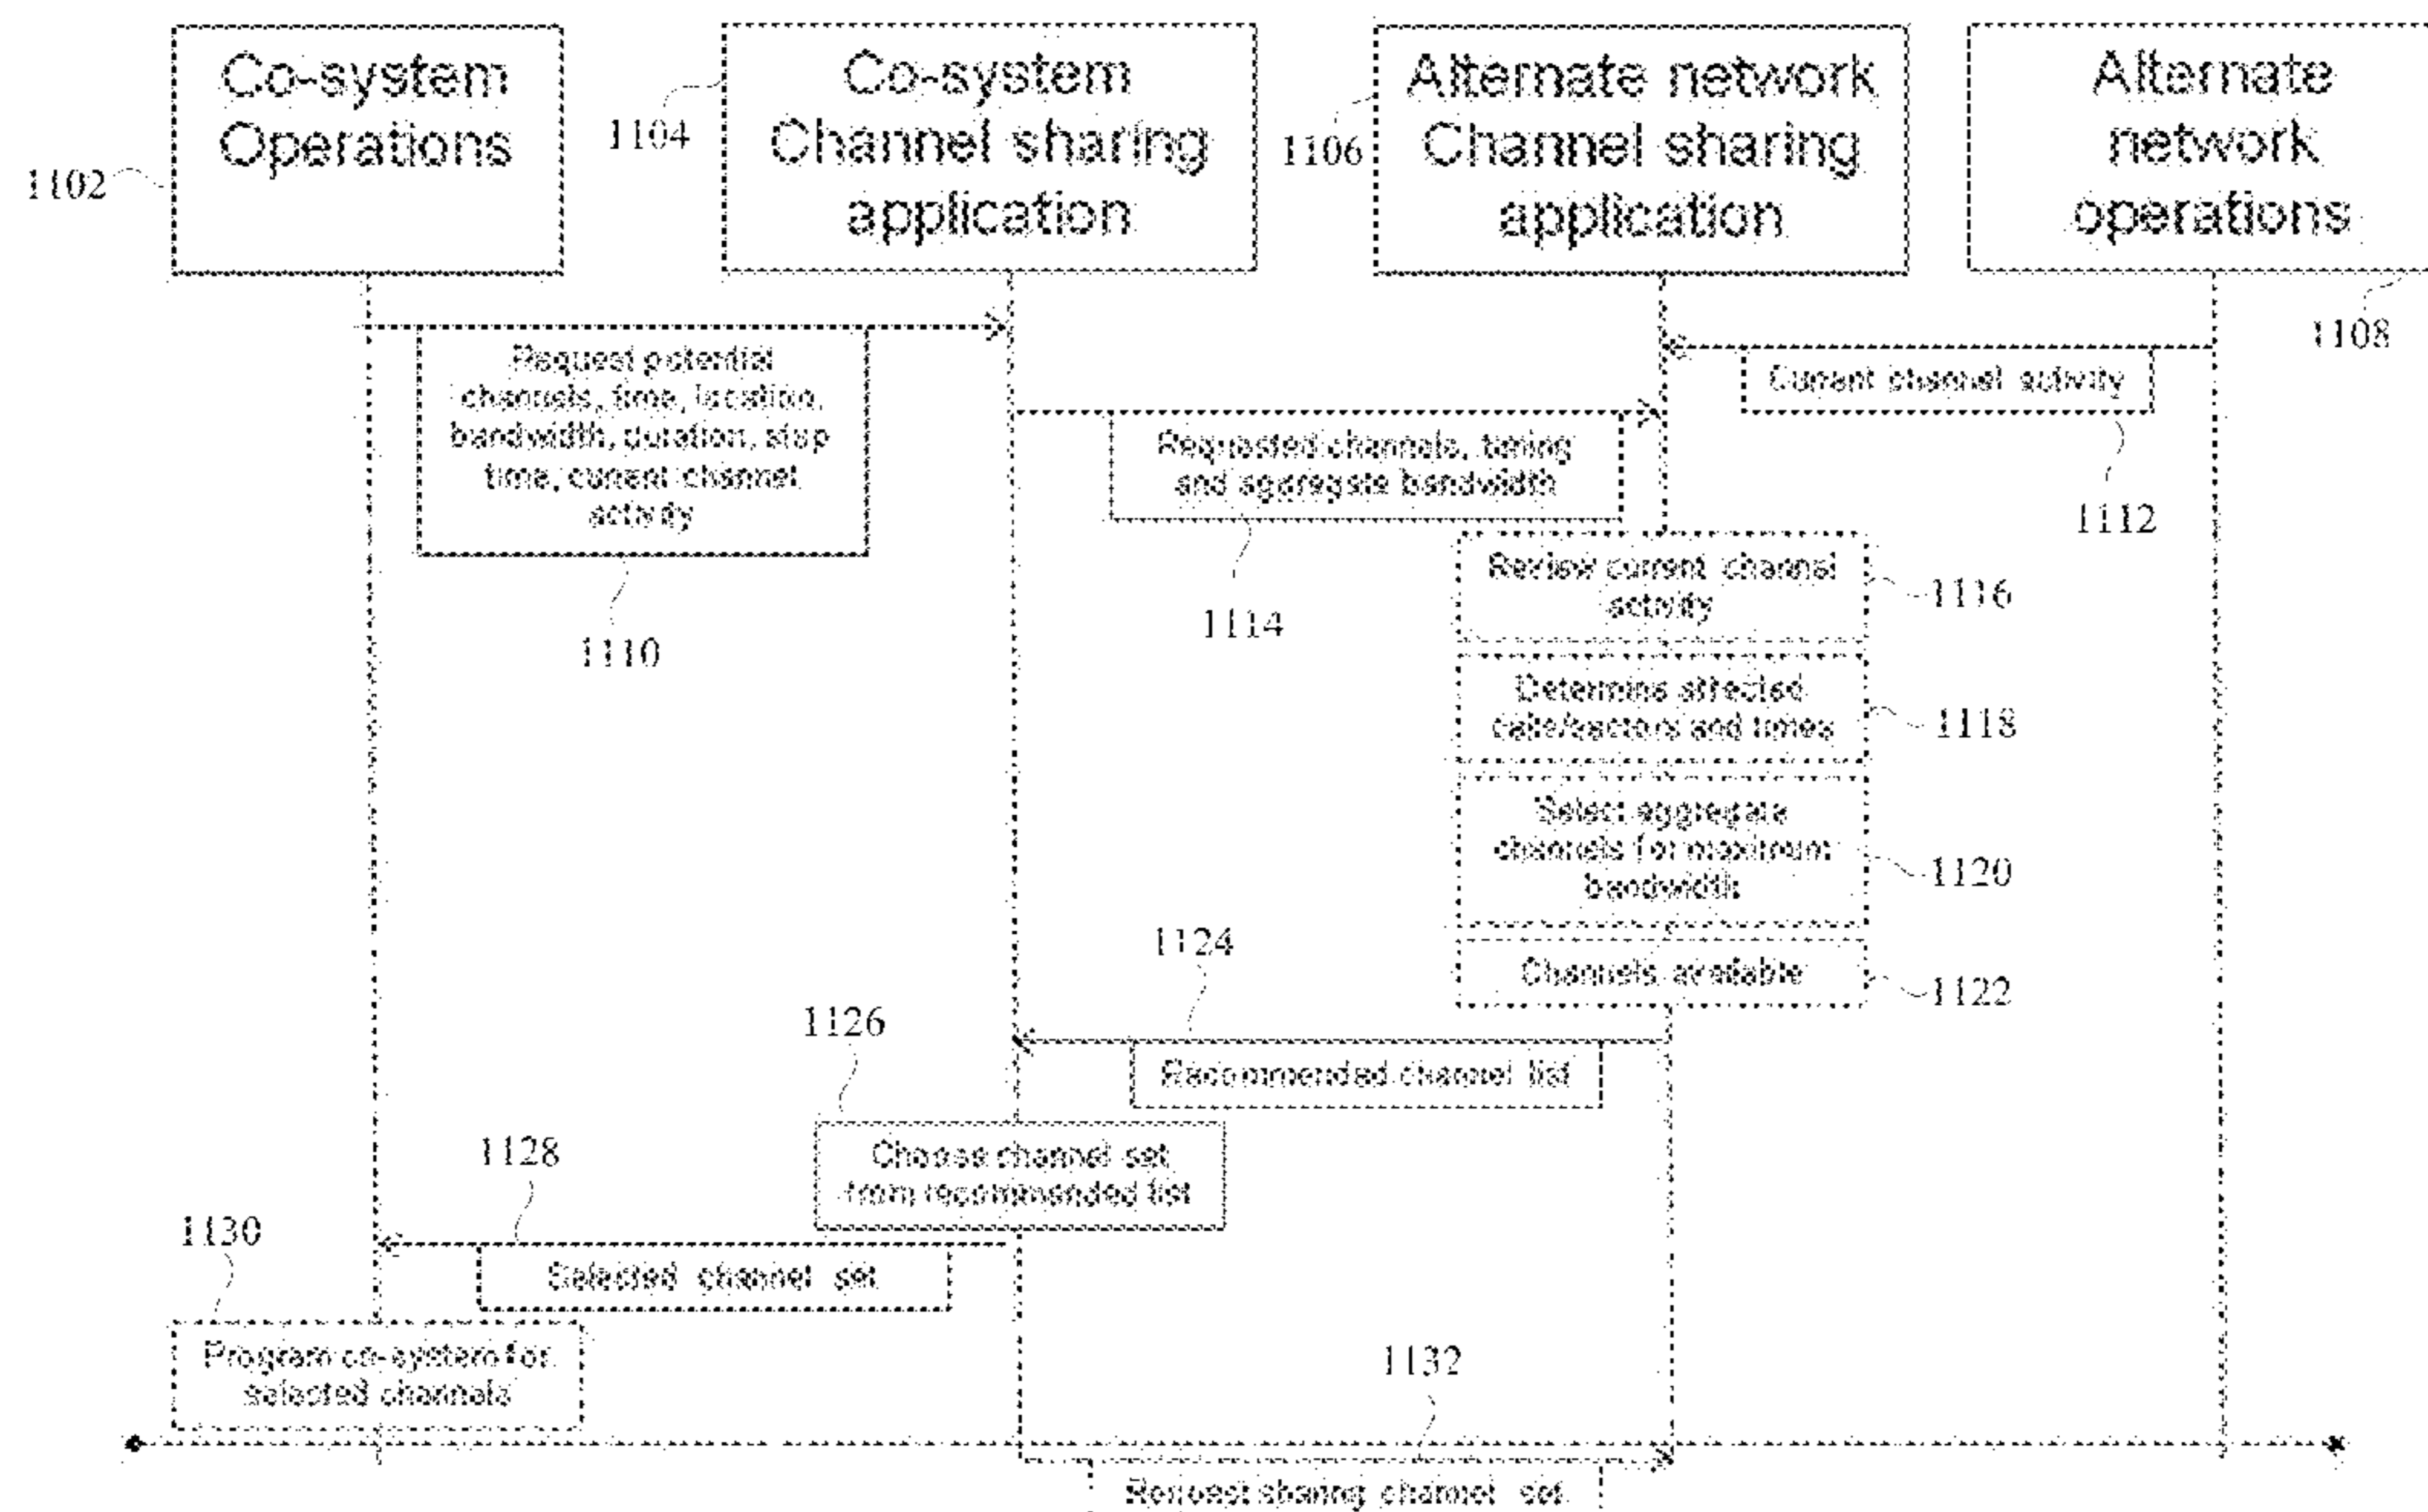 Co-system
Operations
1102
Co-system
Channel sharing
application
1104
Alternate network
Channel sharing
application
1106
Alternate
network
operations
1108
Request potential
channels, time, location,
bandwidth, duration, stop
time, current channel
activity
1110
Current channel activity
1112
Requested channels, timing
and aggregate bandwidth
1114
Review current channel
activity
1116
Determine affected
cells/sectors and times
1118
Select aggregate
channels for maximum
bandwidth
1120
Channels available
1122
1124
Recommended channel list
1126
Choose channel set
from recommended list
1128
Selected channel set
1130
Program co-system for
selected channels
1132
Request sharing channel set